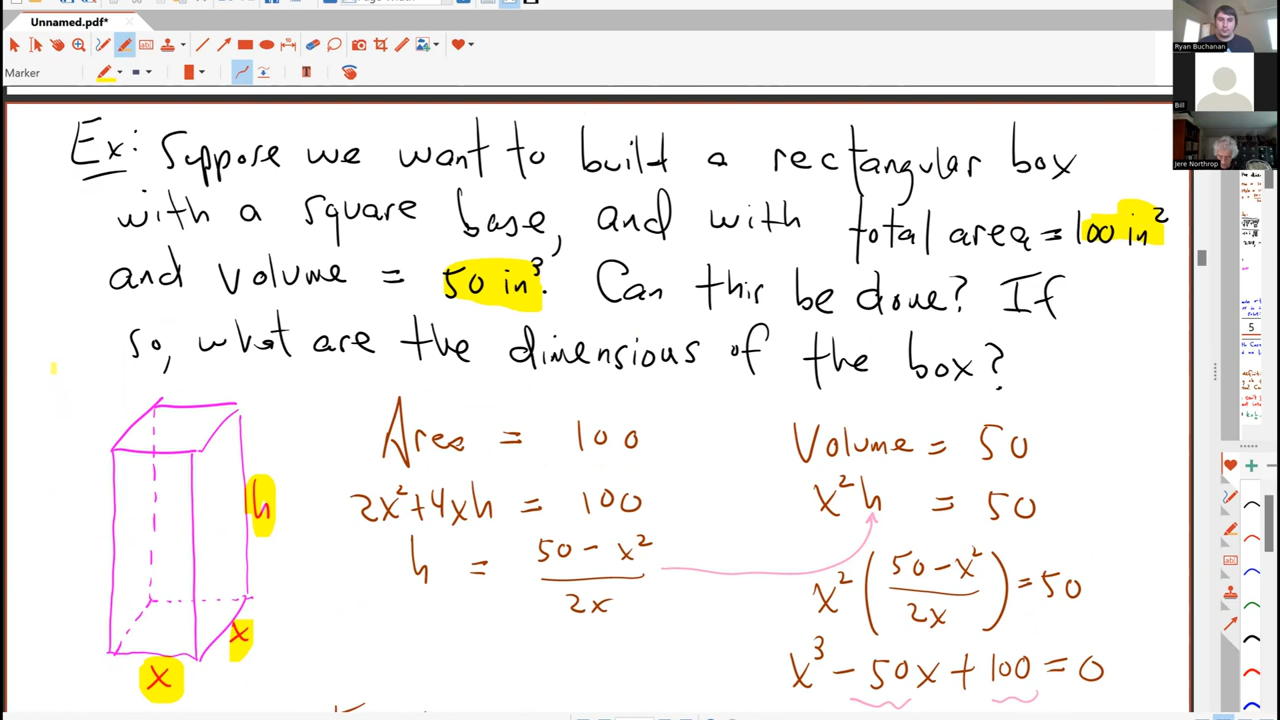 Unnamed.pdf*
Marker
Ryan Buchanan
Bill
Jere Northrop
Ex: Suppose we want to build a rectangular box
with a square base, and with total area = 100 in²
and volume = 50 in³. Can this be done? If
so, what are the dimensions of the box?
Area = 100
2x²+4xh = 100
h = (50 - x²)/(2x)
Volume = 50
x²h = 50
x²((50-x²)/(2x)) = 50
x³ - 50x + 100 = 0
h
x
x
5